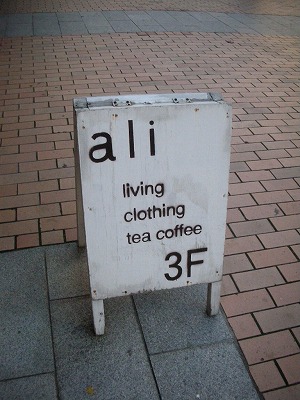 ali
living
clothing
tea coffee
3F